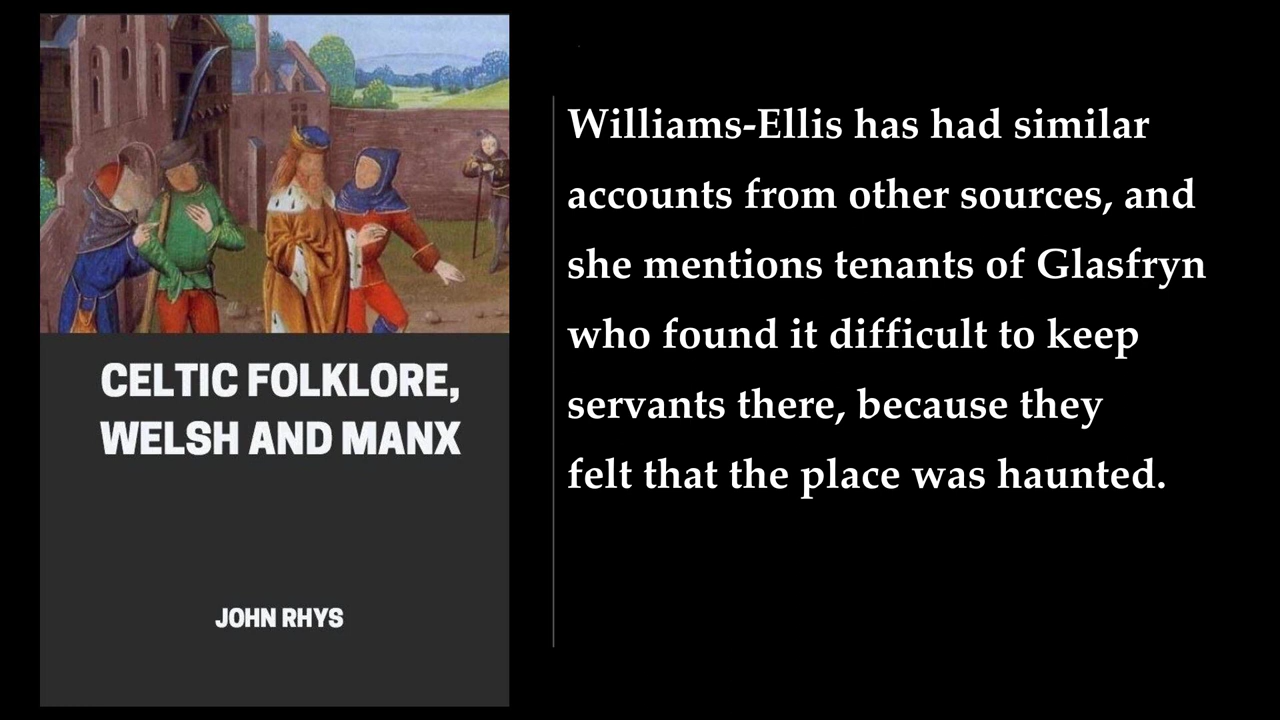 CELTIC FOLKLORE,
WELSH AND MANX
JOHN RHYS
Williams-Ellis has had similar
accounts from other sources, and
she mentions tenants of Glasfryn
who found it difficult to keep
servants there, because they
felt that the place was haunted.